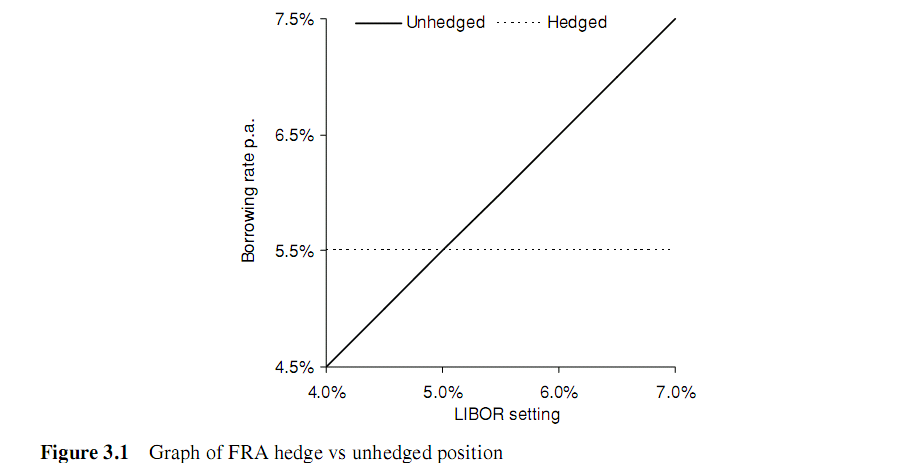 7.5%
Unhedged Hedged
6.5%
Borrowing rate p.a.
5.5%
4.5%
4.0% 5.0% 6.0% 7.0%
LIBOR setting
Figure 3.1 Graph of FRA hedge vs unhedged position